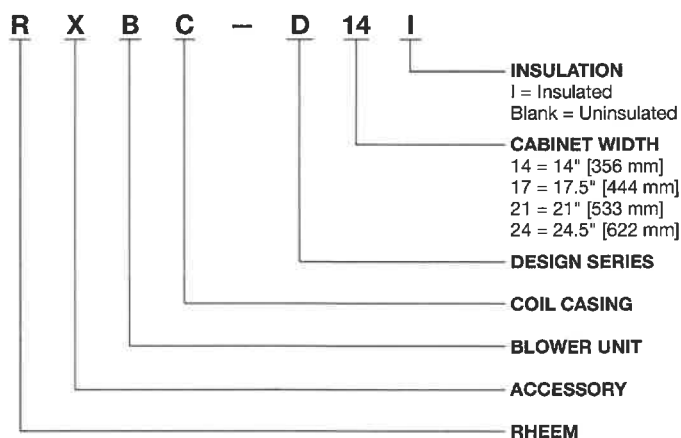 R X B C – D 14 I
INSULATION
I = Insulated
Blank = Uninsulated
CABINET WIDTH
14 = 14" [356 mm]
17 = 17.5" [444 mm]
21 = 21" [533 mm]
24 = 24.5" [622 mm]
DESIGN SERIES
COIL CASING
BLOWER UNIT
ACCESSORY
RHEEM